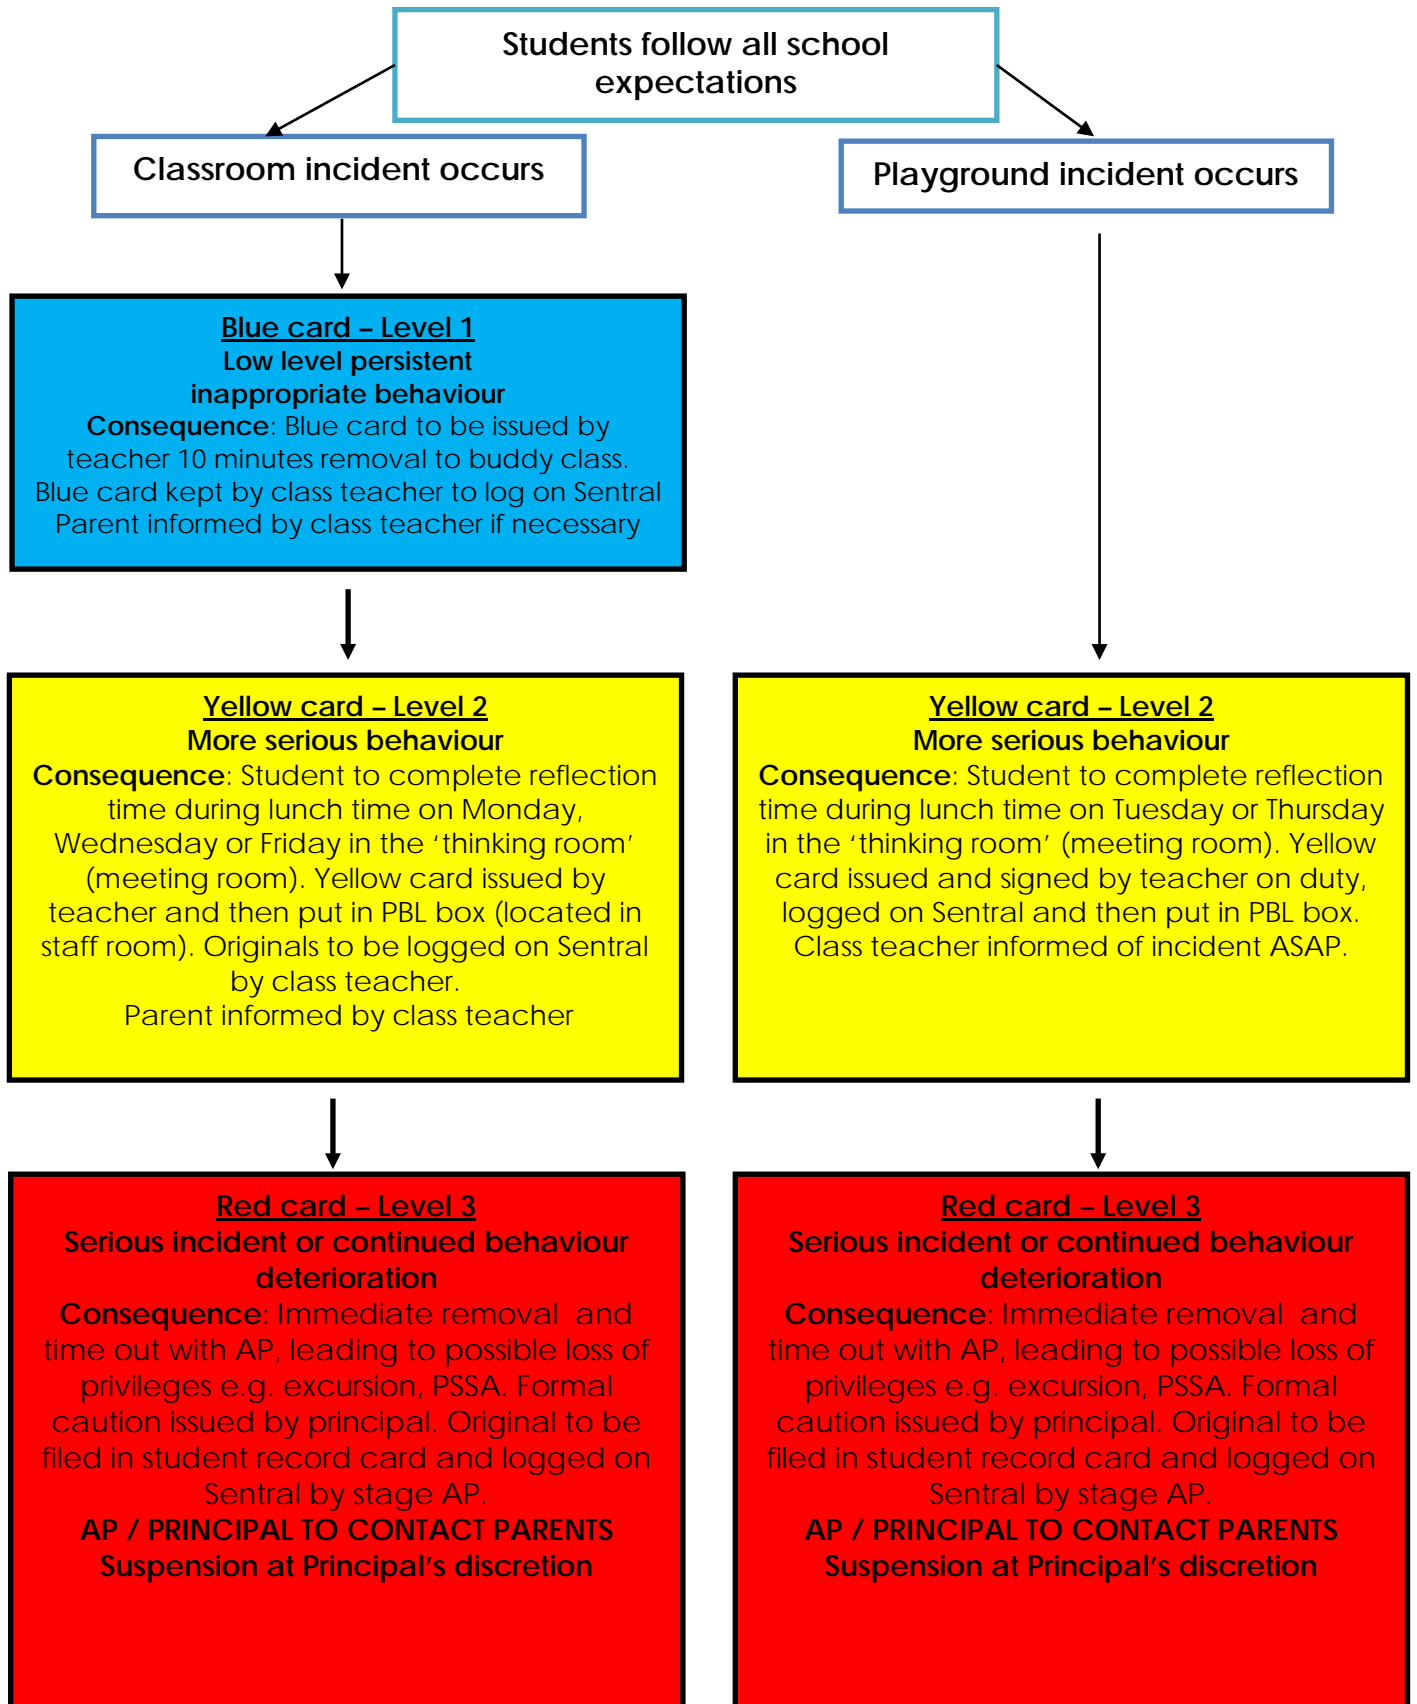 Students follow all school
expectations
Classroom incident occurs
Playground incident occurs
Blue card – Level 1
Low level persistent
inappropriate behaviour
Consequence: Blue card to be issued by
teacher 10 minutes removal to buddy class.
Blue card kept by class teacher to log on Sentral
Parent informed by class teacher if necessary
Yellow card – Level 2
More serious behaviour
Consequence: Student to complete reflection
time during lunch time on Monday,
Wednesday or Friday in the ‘thinking room’
(meeting room). Yellow card issued by
teacher and then put in PBL box (located in
staff room). Originals to be logged on Sentral
by class teacher.
Parent informed by class teacher
Yellow card – Level 2
More serious behaviour
Consequence: Student to complete reflection
time during lunch time on Tuesday or Thursday
in the ‘thinking room’ (meeting room). Yellow
card issued and signed by teacher on duty,
logged on Sentral and then put in PBL box.
Class teacher informed of incident ASAP.
Red card – Level 3
Serious incident or continued behaviour
deterioration
Consequence: Immediate removal  and
time out with AP, leading to possible loss of
privileges e.g. excursion, PSSA. Formal
caution issued by principal. Original to be
filed in student record card and logged on
Sentral by stage AP.
AP / PRINCIPAL TO CONTACT PARENTS
Suspension at Principal’s discretion
Red card – Level 3
Serious incident or continued behaviour
deterioration
Consequence: Immediate removal  and
time out with AP, leading to possible loss of
privileges e.g. excursion, PSSA. Formal
caution issued by principal. Original to be
filed in student record card and logged on
Sentral by stage AP.
AP / PRINCIPAL TO CONTACT PARENTS
Suspension at Principal’s discretion